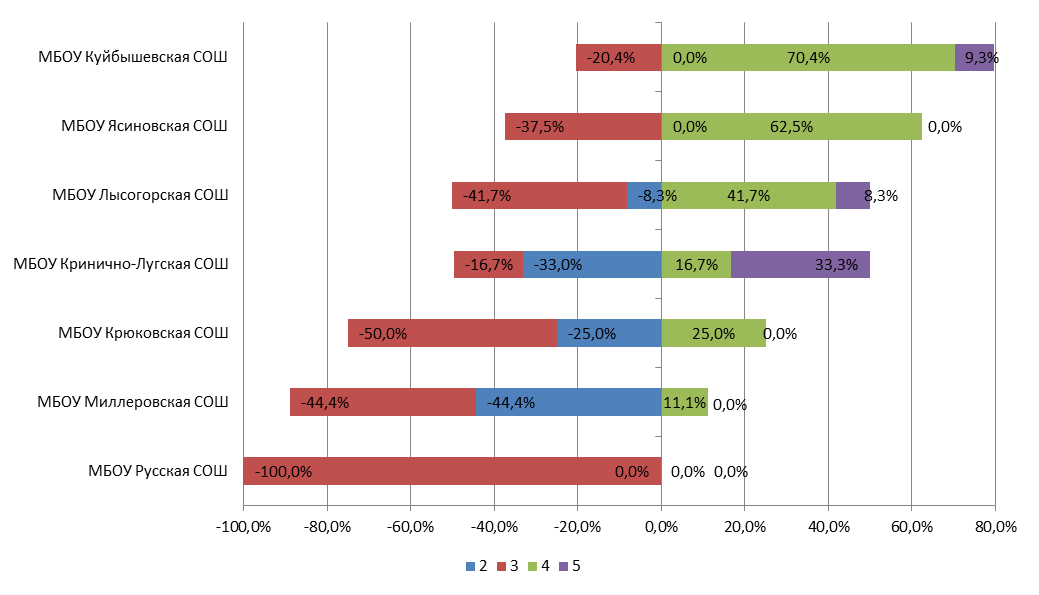 МБОУ Куйбышевская СОШ -20,4% 0,0% 70,4% 9,3%
МБОУ Ясиновская СОШ -37,5% 0,0% 62,5% 0,0%
МБОУ Лысогорская СОШ -41,7% -8,3% 41,7% 8,3%
МБОУ Кринично-Лугская СОШ -16,7% -33,0% 16,7% 33,3%
МБОУ Крюковская СОШ -50,0% -25,0% 25,0% 0,0%
МБОУ Миллеровская СОШ -44,4% -44,4% 11,1% 0,0%
МБОУ Русская СОШ -100,0% 0,0% 0,0% 0,0%
-100,0% -80,0% -60,0% -40,0% -20,0% 0,0% 20,0% 40,0% 60,0% 80,0%
2 3 4 5